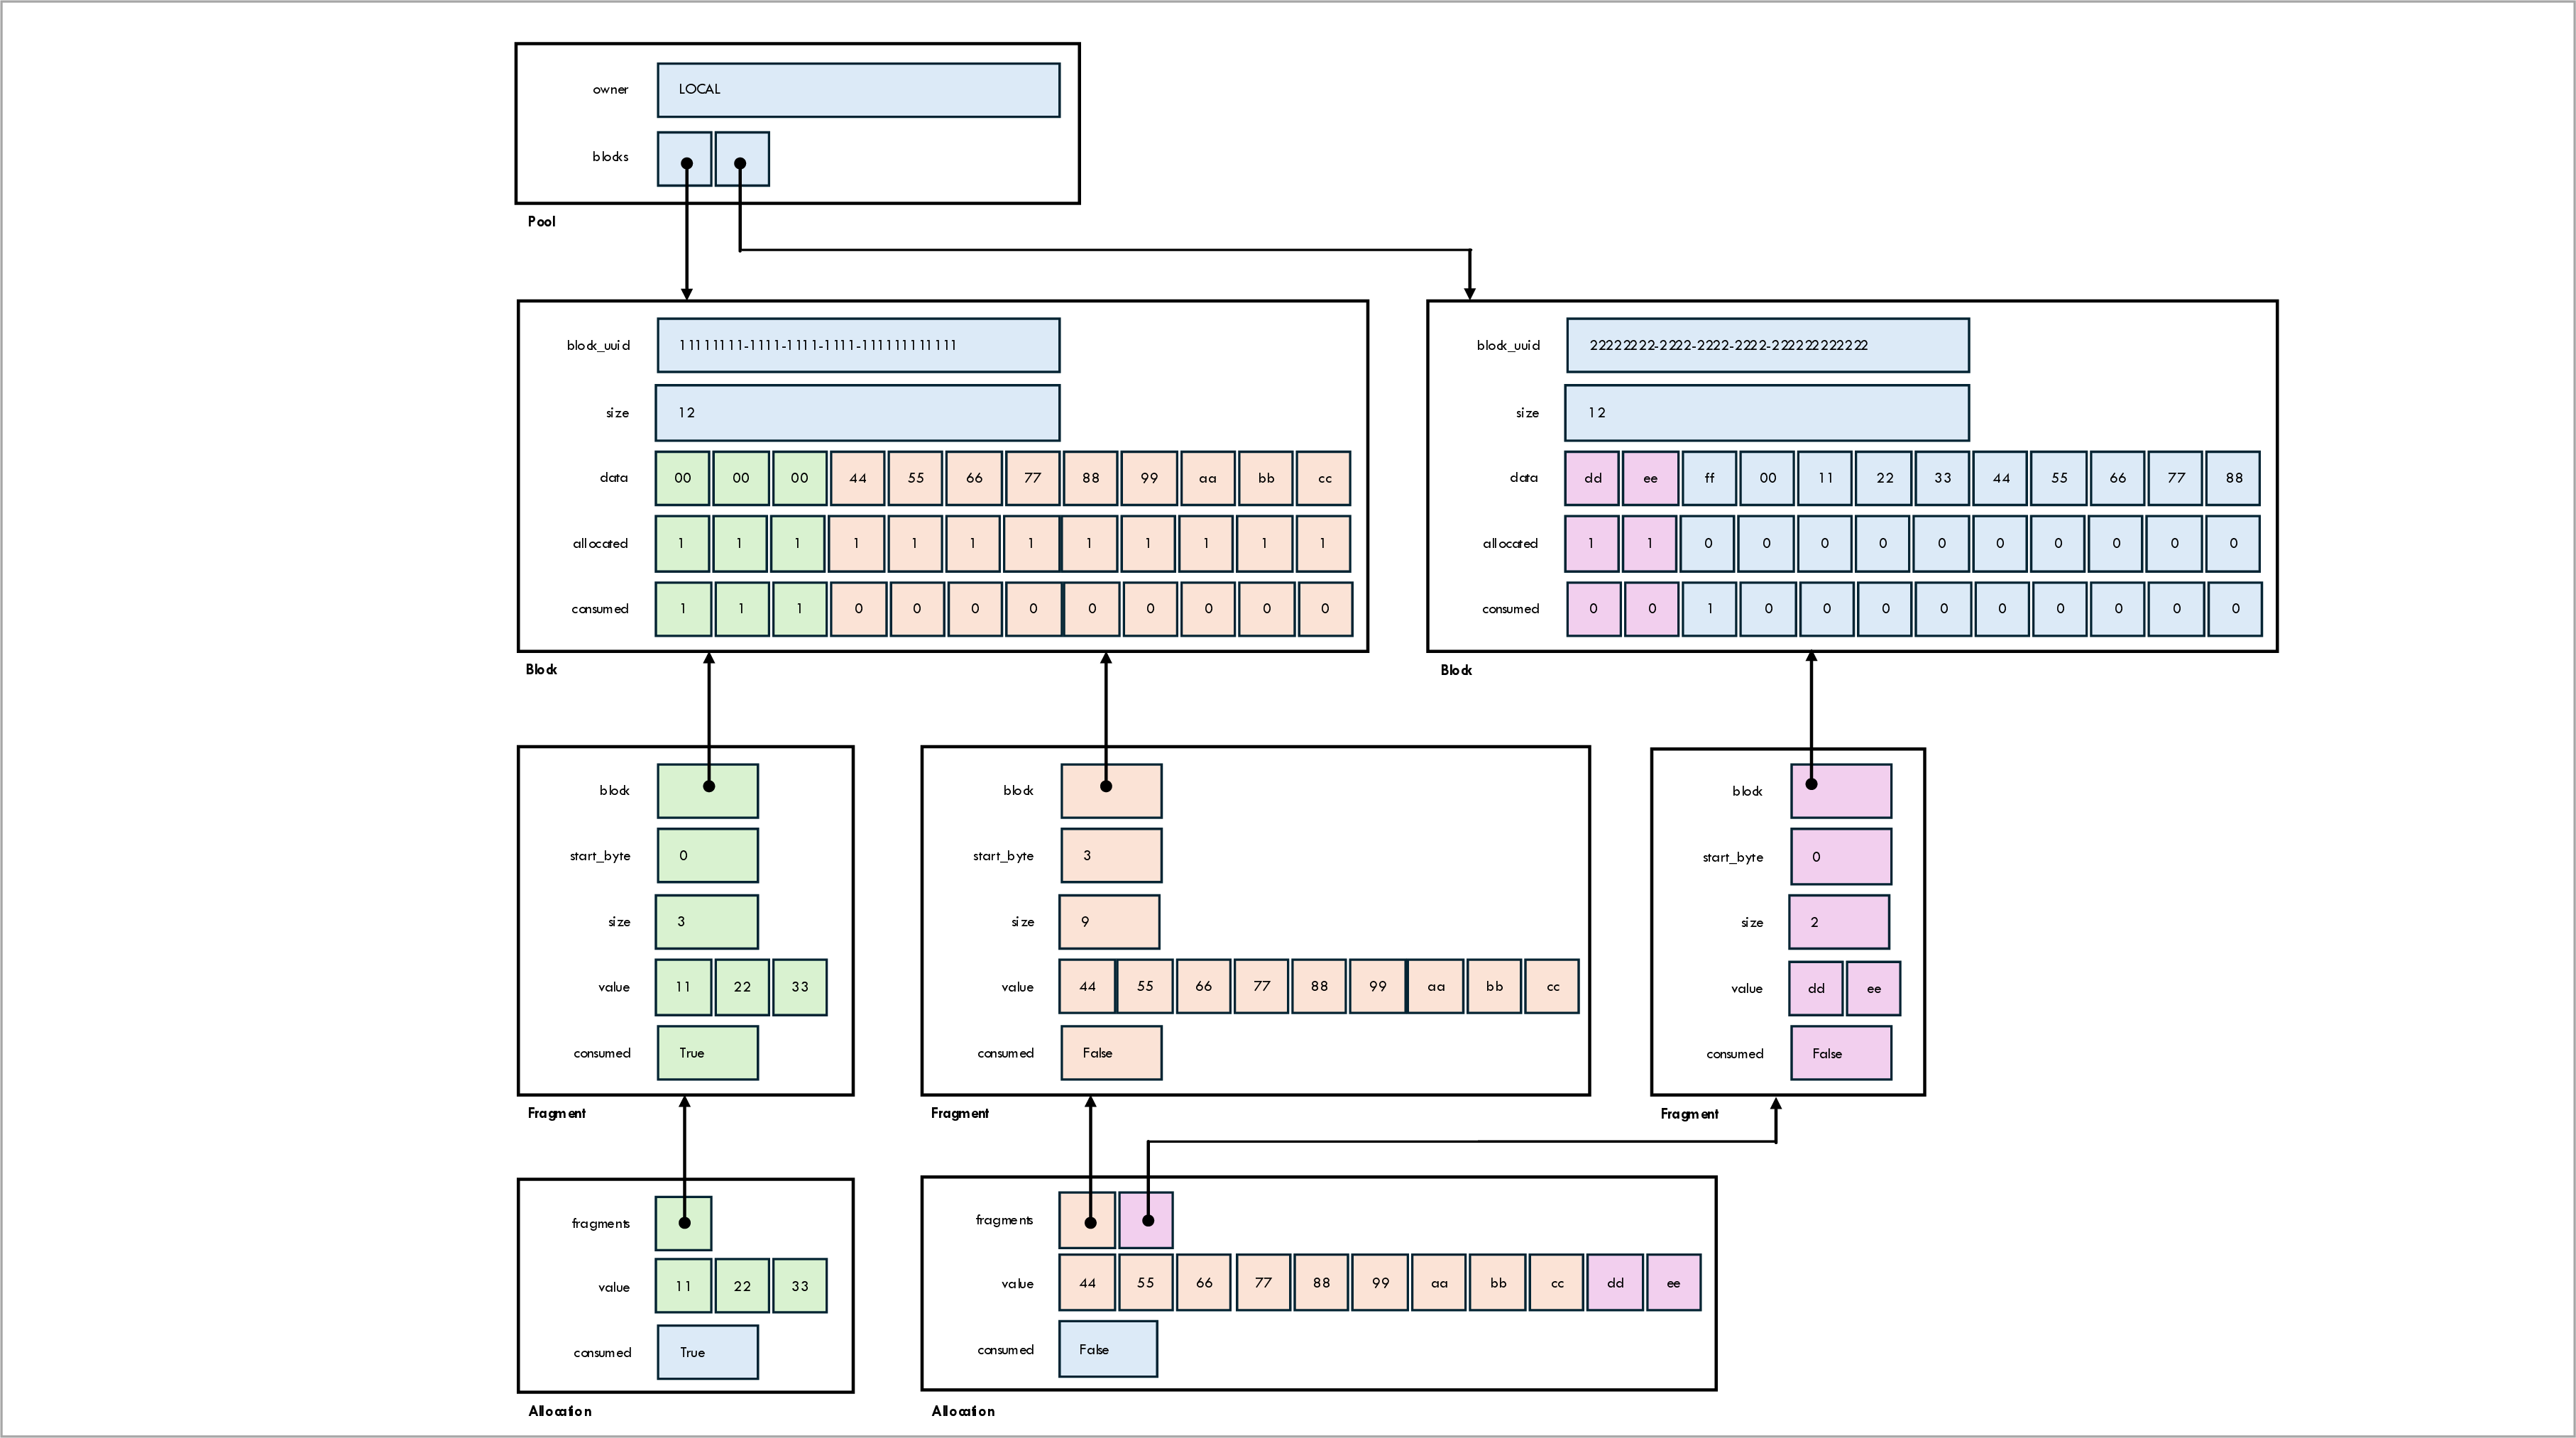 owner LOCAL
blocks
Pool
block_uuid 11111111-1111-1111-1111-111111111111
size 12
data 00 00 00 44 55 66 77 88 99 aa bb cc
allocated 1 1 1 1 1 1 1 1 1 1 1 1
consumed 1 1 1 0 0 0 0 0 0 0 0 0
Block
block_uuid 22222222-2222-2222-2222-222222222222
size 12
data dd ee ff 00 11 22 33 44 55 66 77 88
allocated 1 1 0 0 0 0 0 0 0 0 0 0
consumed 0 0 1 0 0 0 0 0 0 0 0 0
Block
block
start_byte 0
size 3
value 11 22 33
consumed True
Fragment
block
start_byte 3
size 9
value 44 55 66 77 88 99 aa bb cc
consumed False
Fragment
block
start_byte 0
size 2
value dd ee
consumed False
Fragment
fragments
value 11 22 33
consumed True
Allocation
fragments
value 44 55 66 77 88 99 aa bb cc dd ee
consumed False
Allocation